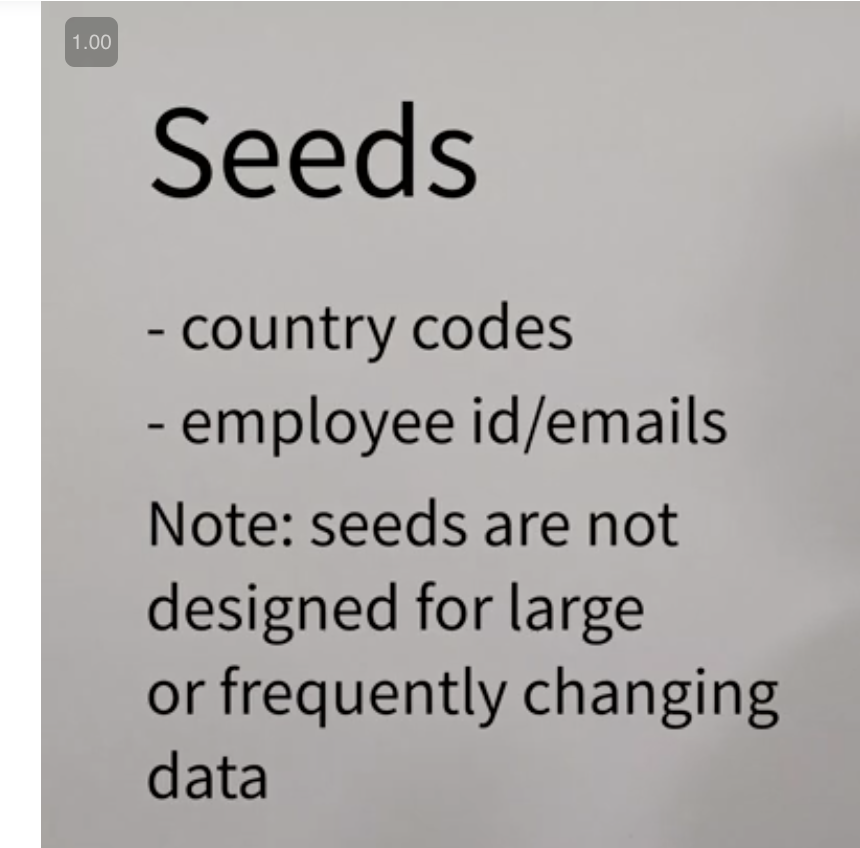 1.00
Seeds
- country codes
- employee id/emails
Note: seeds are not
designed for large
or frequently changing
data